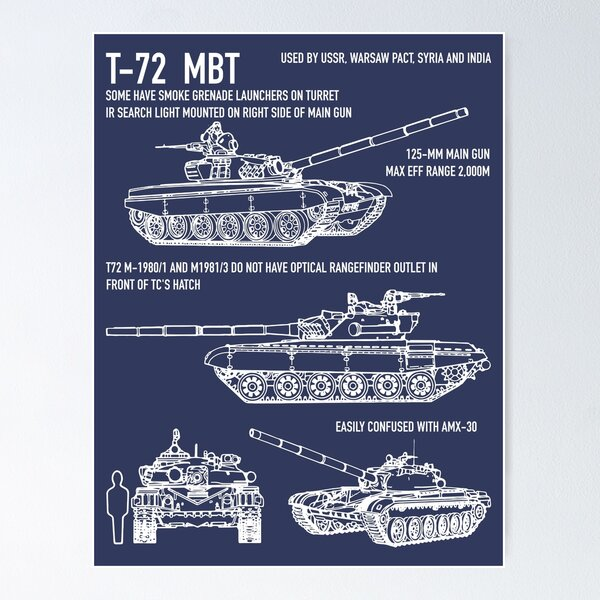 T-72 MBT
USED BY USSR, WARSAW PACT, SYRIA AND INDIA
SOME HAVE SMOKE GRENADE LAUNCHERS ON TURRET
IR SEARCH LIGHT MOUNTED ON RIGHT SIDE OF MAIN GUN
125-MM MAIN GUN
MAX EFF RANGE 2,000M
T72 M-1980/1 AND M1981/3 DO NOT HAVE OPTICAL RANGEFINDER OUTLET IN
FRONT OF TC'S HATCH
EASILY CONFUSED WITH AMX-30